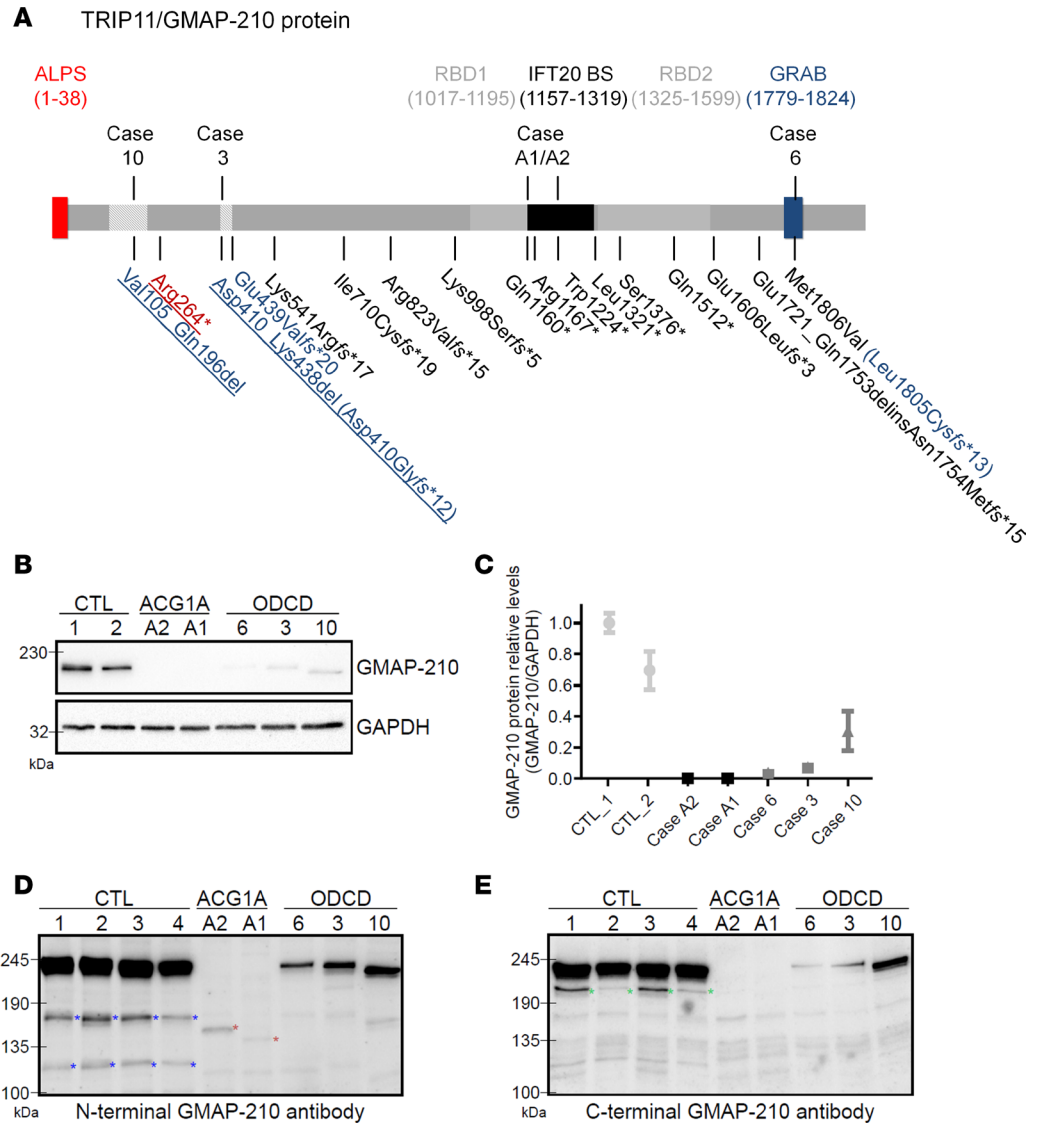 A
TRIP11/GMAP-210 protein
ALPS
(1-38)
RBD1
(1017-1195)
IFT20 BS
(1157-1319)
RBD2
(1325-1599)
GRAB
(1779-1824)
Case
10
Case
3
Case
A1/A2
Case
6
Val105_Gln196del
Arg264*
Asp410_Lys438del (Asp410Glyfs*12)
Glu439Valfs*20
Lys541Argfs*17
Ile710Cysfs*19
Arg823Valfs*15
Lys998Serfs*5
Gln1160*
Arg1167*
Trp1224*
Leu1321*
Ser1376*
Gln1512*
Glu1606Leufs*3
Glu1721_Gln1753delinsAsn1754Metfs*15
Met1806Val (Leu1805Cysfs*13)
B
CTL ACG1A ODCD
1 2 A2 A1 6 3 10
230
GMAP-210
32
GAPDH
kDa
C
GMAP-210 protein relative levels
(GMAP-210/GAPDH)
1.0
0.8
0.6
0.4
0.2
0.0
CTL_1
CTL_2
Case A2
Case A1
Case 6
Case 3
Case 10
D
CTL ACG1A ODCD
1 2 3 4 A2 A1 6 3 10
245
190
135
100
kDa
* * * *
* *
* * * *
N-terminal GMAP-210 antibody
E
CTL ACG1A ODCD
1 2 3 4 A2 A1 6 3 10
245
190
135
100
kDa
* * * *
C-terminal GMAP-210 antibody